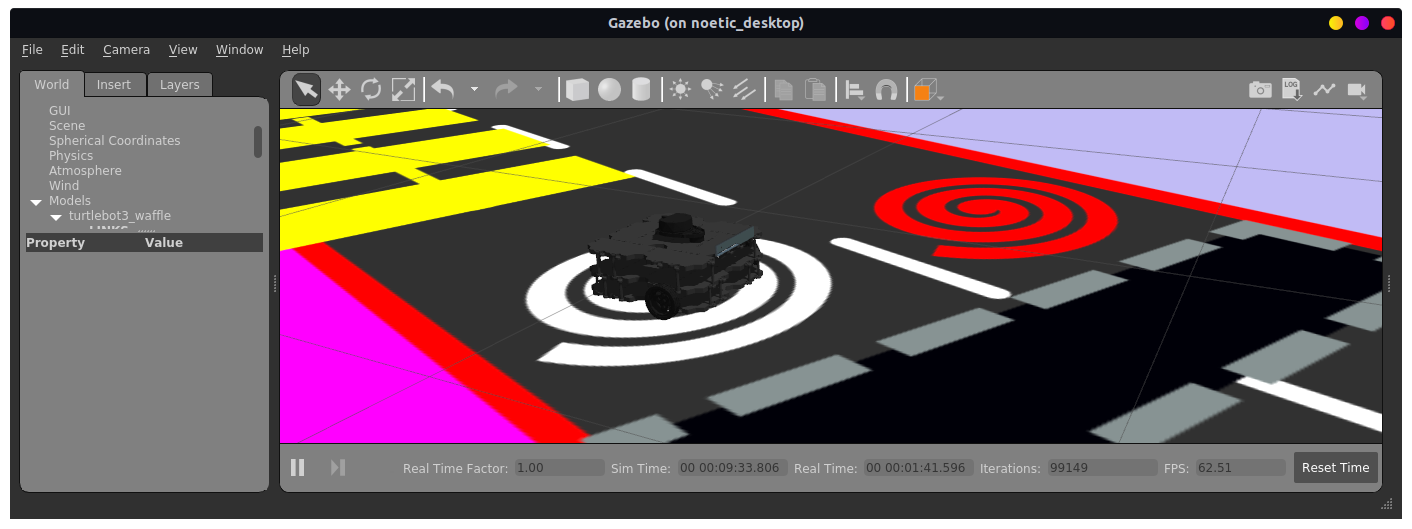 Gazebo (on noetic_desktop)
File Edit Camera View Window Help
World Insert Layers
LOG
GUI
Scene
Spherical Coordinates
Physics
Atmosphere
Wind
Models
turtlebot3_waffle
Property Value
Real Time Factor: 1.00 Sim Time: 00 00:09:33.806 Real Time: 00 00:01:41.596 Iterations: 99149 FPS: 62.51 Reset Time